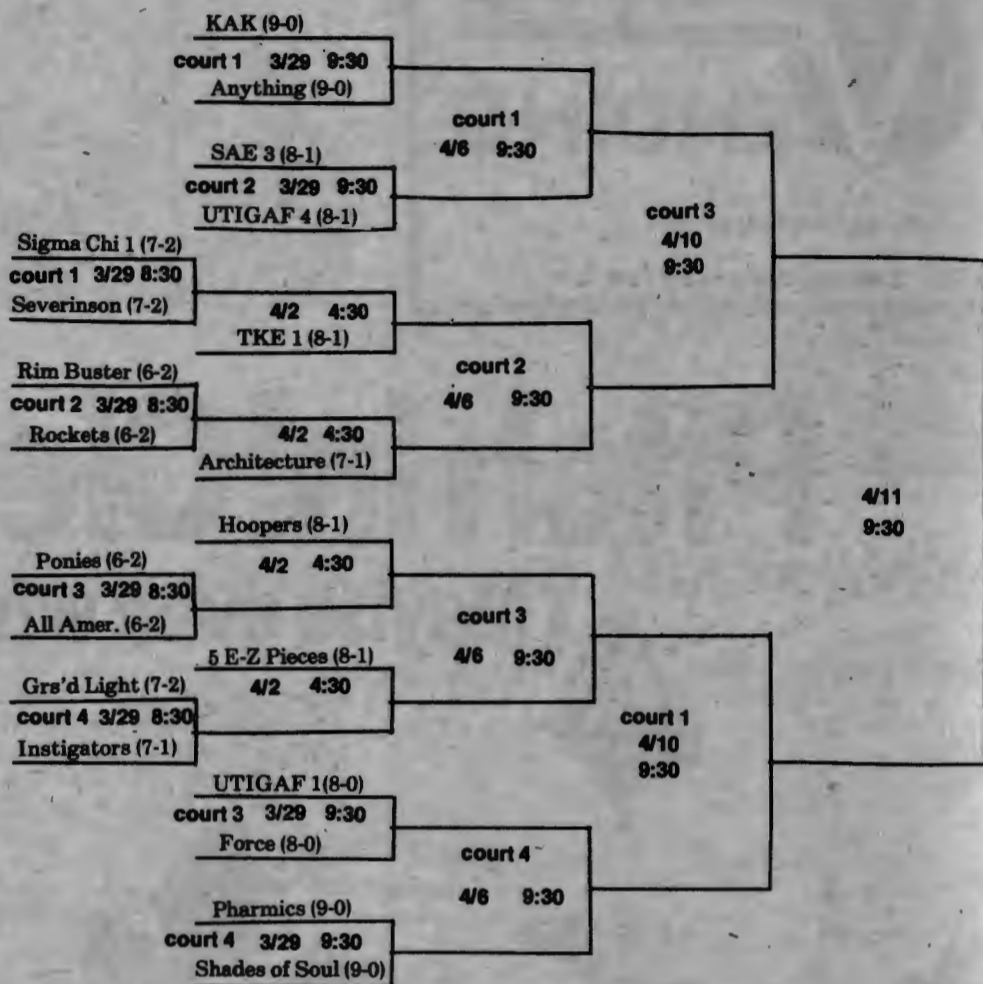 KAK (9-0)
court 1 3/29 9:30
Anything (9-0)
court 1
4/6 9:30
SAE 3 (8-1)
court 2 3/29 9:30
UTIGAF 4 (8-1)
court 3
4/10
9:30
Sigma Chi 1 (7-2)
court 1 3/29 8:30
Severinson (7-2)
4/2 4:30
TKE 1 (8-1)
court 2
4/6 9:30
Rim Buster (6-2)
court 2 3/29 8:30
Rockets (6-2)
4/2 4:30
Architecture (7-1)
4/11
9:30
Hoopers (8-1)
4/2 4:30
Ponies (6-2)
court 3 3/29 8:30
All Amer. (6-2)
court 3
4/6 9:30
5 E-Z Pieces (8-1)
4/2 4:30
Grs'd Light (7-2)
court 4 3/29 8:30
Instigators (7-1)
court 1
4/10
9:30
UTIGAF 1(8-0)
court 3 3/29 9:30
Force (8-0)
court 4
4/6 9:30
Pharmics (9-0)
court 4 3/29 9:30
Shades of Soul (9-0)